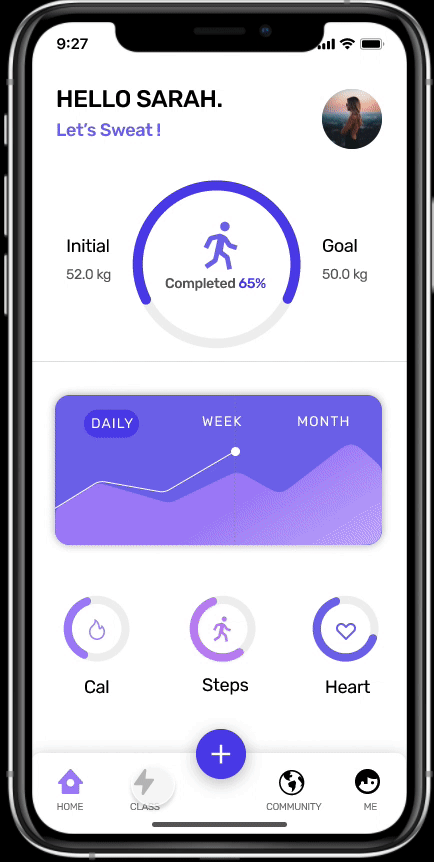 9:27
HELLO SARAH.
Let's Sweat !
Initial
52.0 kg
Completed 65%
Goal
50.0 kg
DAILY WEEK MONTH
Cal Steps Heart
HOME CLASS COMMUNITY ME